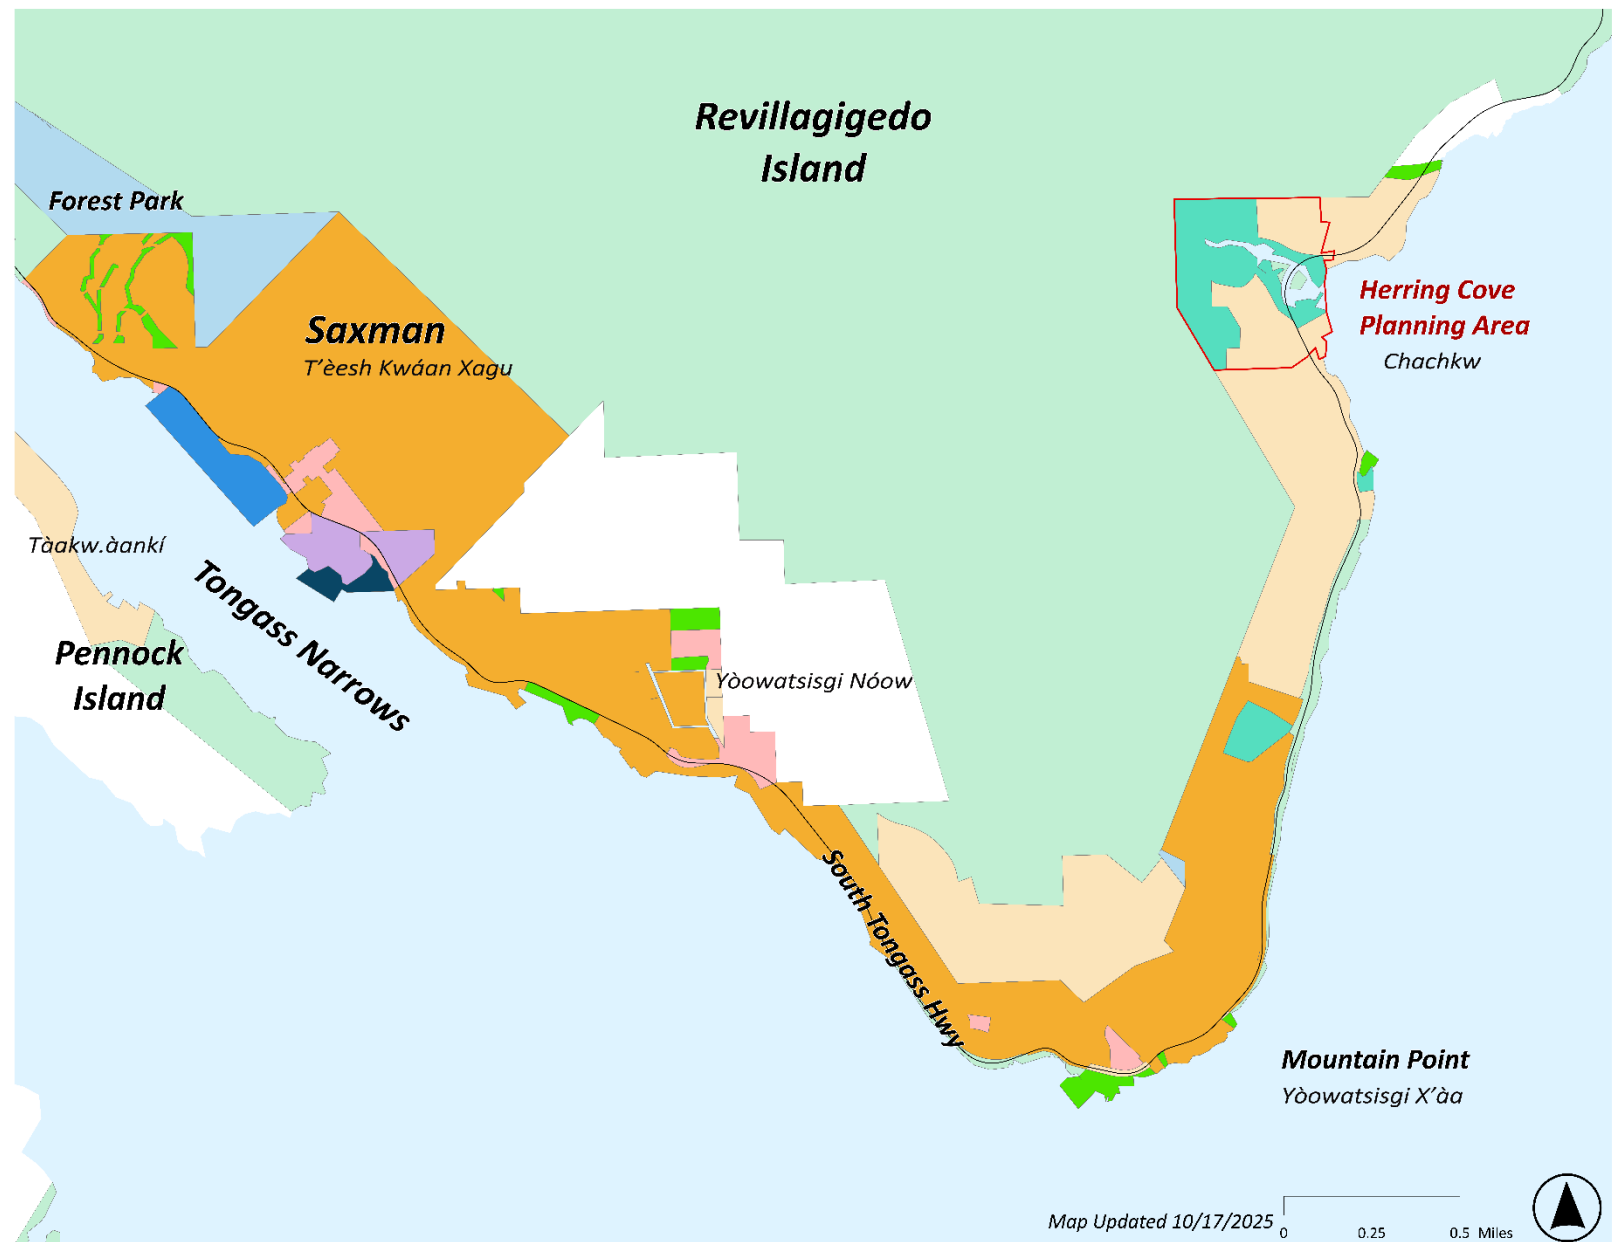 Revillagigedo
Island
Forest Park
Saxman
T'èesh Kwáan Xagu
Herring Cove
Planning Area
Chachkw
Tàakw.àankí
Tongass Narrows
Pennock
Island
Yòowatsisgi Nóow
South Tongass Hwy
Mountain Point
Yòowatsisgi X'àa
Map Updated 10/17/2025
0 0.25 0.5 Miles